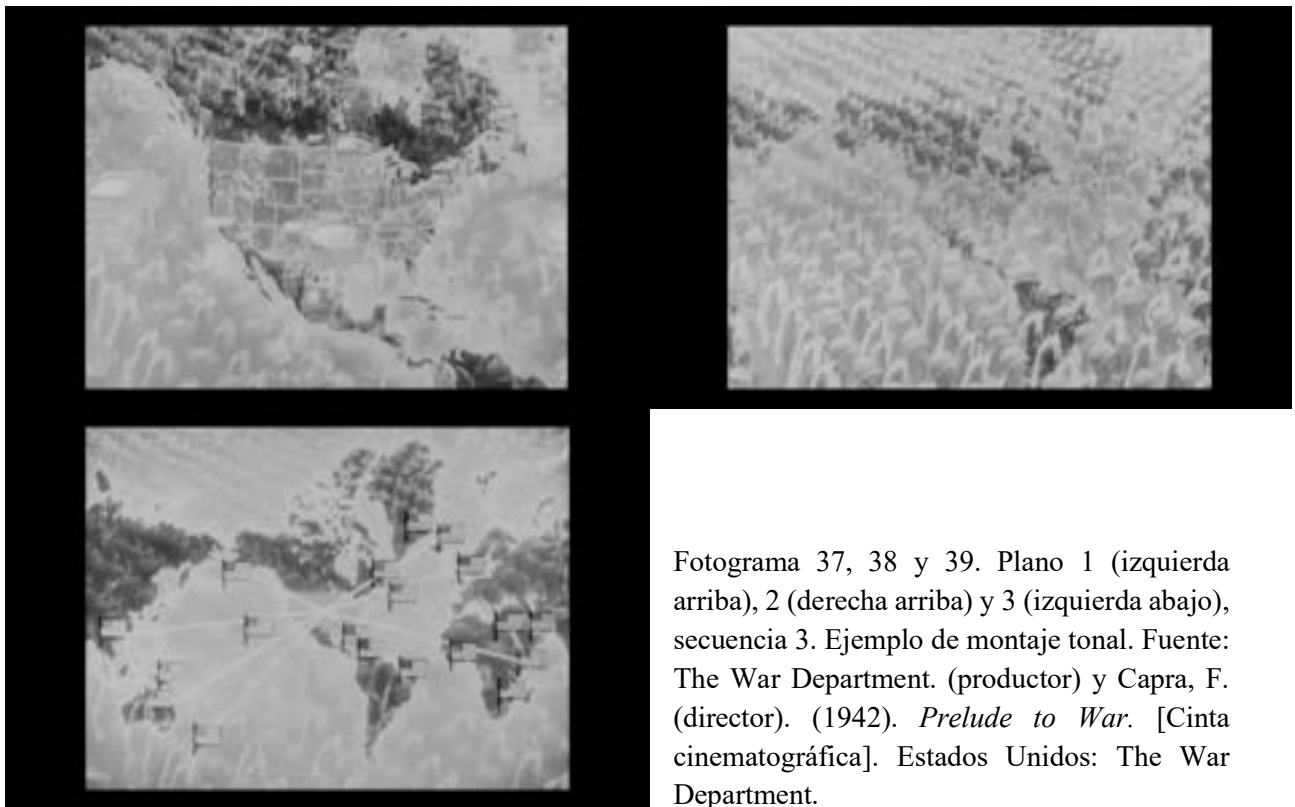 Fotograma 37, 38 y 39. Plano 1 (izquierda
arriba), 2 (derecha arriba) y 3 (izquierda abajo),
secuencia 3. Ejemplo de montaje tonal. Fuente:
The War Department. (productor) y Capra, F.
(director). (1942). Prelude to War. [Cinta
cinematográfica]. Estados Unidos: The War
Department.